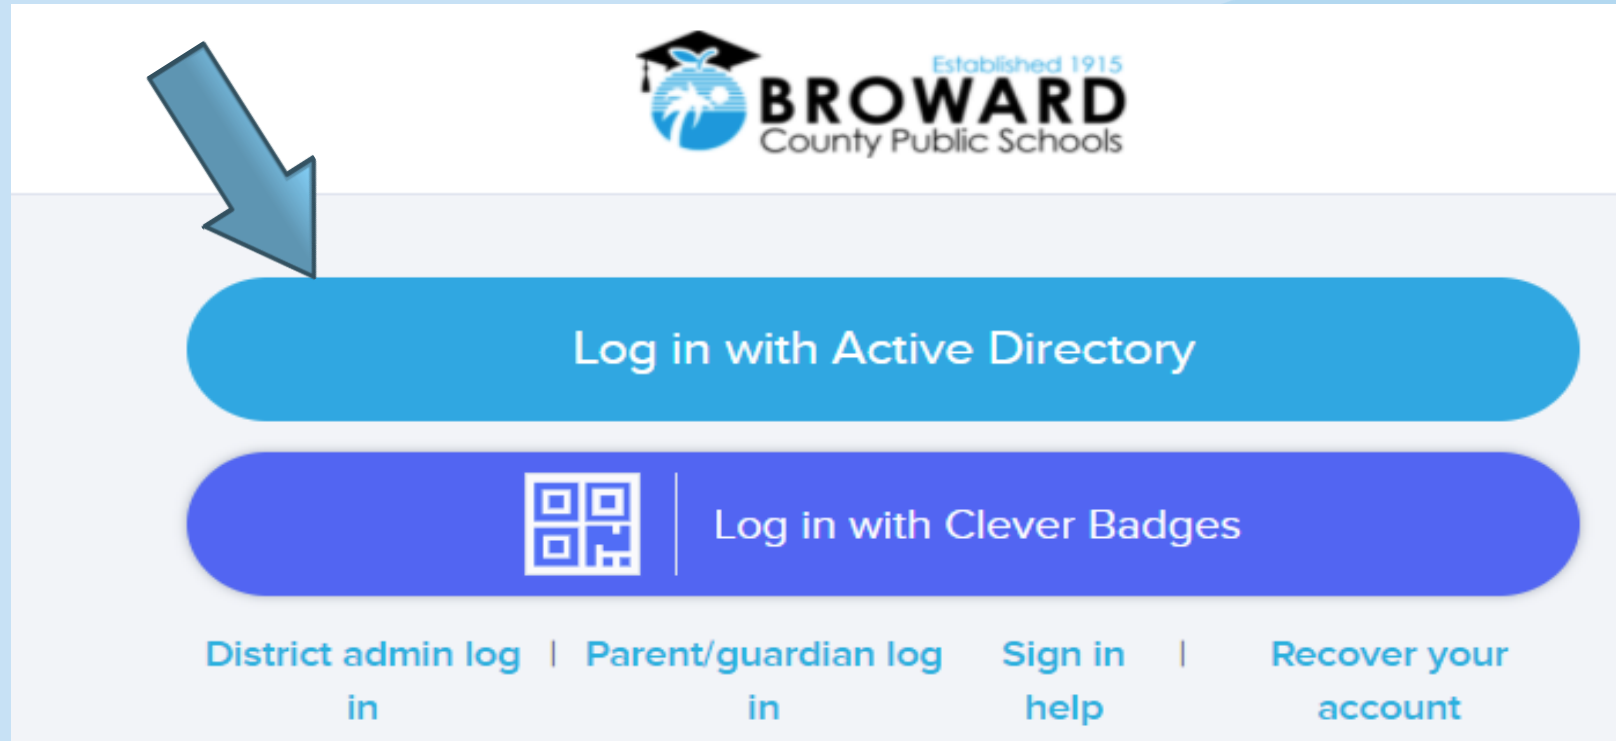 Established 1915
BROWARD
County Public Schools
Log in with Active Directory
Log in with Clever Badges
District admin log in | Parent/guardian log in
Sign in help | Recover your account